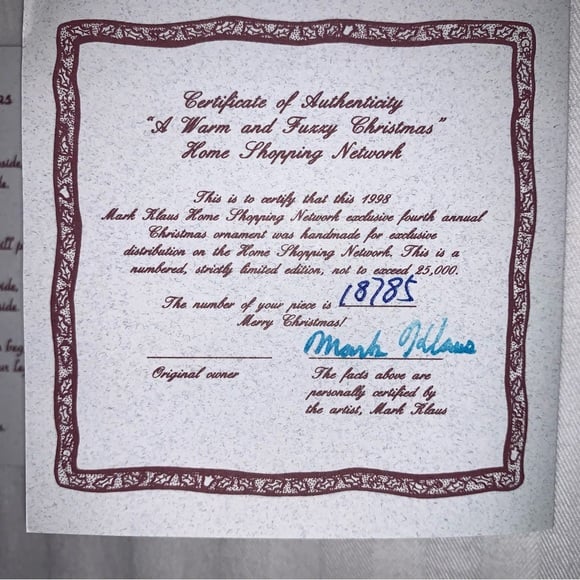 Certificate of Authenticity
"A Warm and Fuzzy Christmas"
Home Shopping Network
This is to certify that this 1998
Mark Klaus Home Shopping Network exclusive fourth annual
Christmas ornament was handmade for exclusive
distribution on the Home Shopping Network. This is a
numbered, strictly limited edition, not to exceed 25,000.
The number of your piece is 18785
Merry Christmas!
Mark Klaus
Original owner
The facts above are
personally certified by
the artist, Mark Klaus